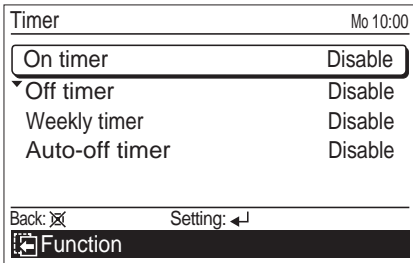 Timer Mo 10:00
On timer Disable
Off timer Disable
Weekly timer Disable
Auto-off timer Disable
Back: Setting:
Function